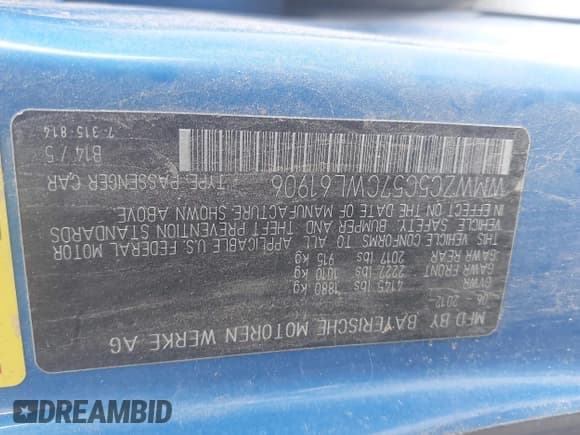 MFD BY BAYERISCHE MOTOREN WERKE AG
06 - 2012
GVWR 4145 lbs 1880 kg
GAWR FRONT 2227 lbs 1010 kg
GAWR REAR 2017 lbs 915 kg
THIS VEHICLE CONFORMS TO ALL APPLICABLE U.S. FEDERAL MOTOR
VEHICLE SAFETY, BUMPER AND THEFT PREVENTION STANDARDS
IN EFFECT ON THE DATE OF MANUFACTURE SHOWN ABOVE
WMWZC5C57CWL61906 TYPE: PASSENGER CAR
B14 / 5
7-315-814
DREAMBID